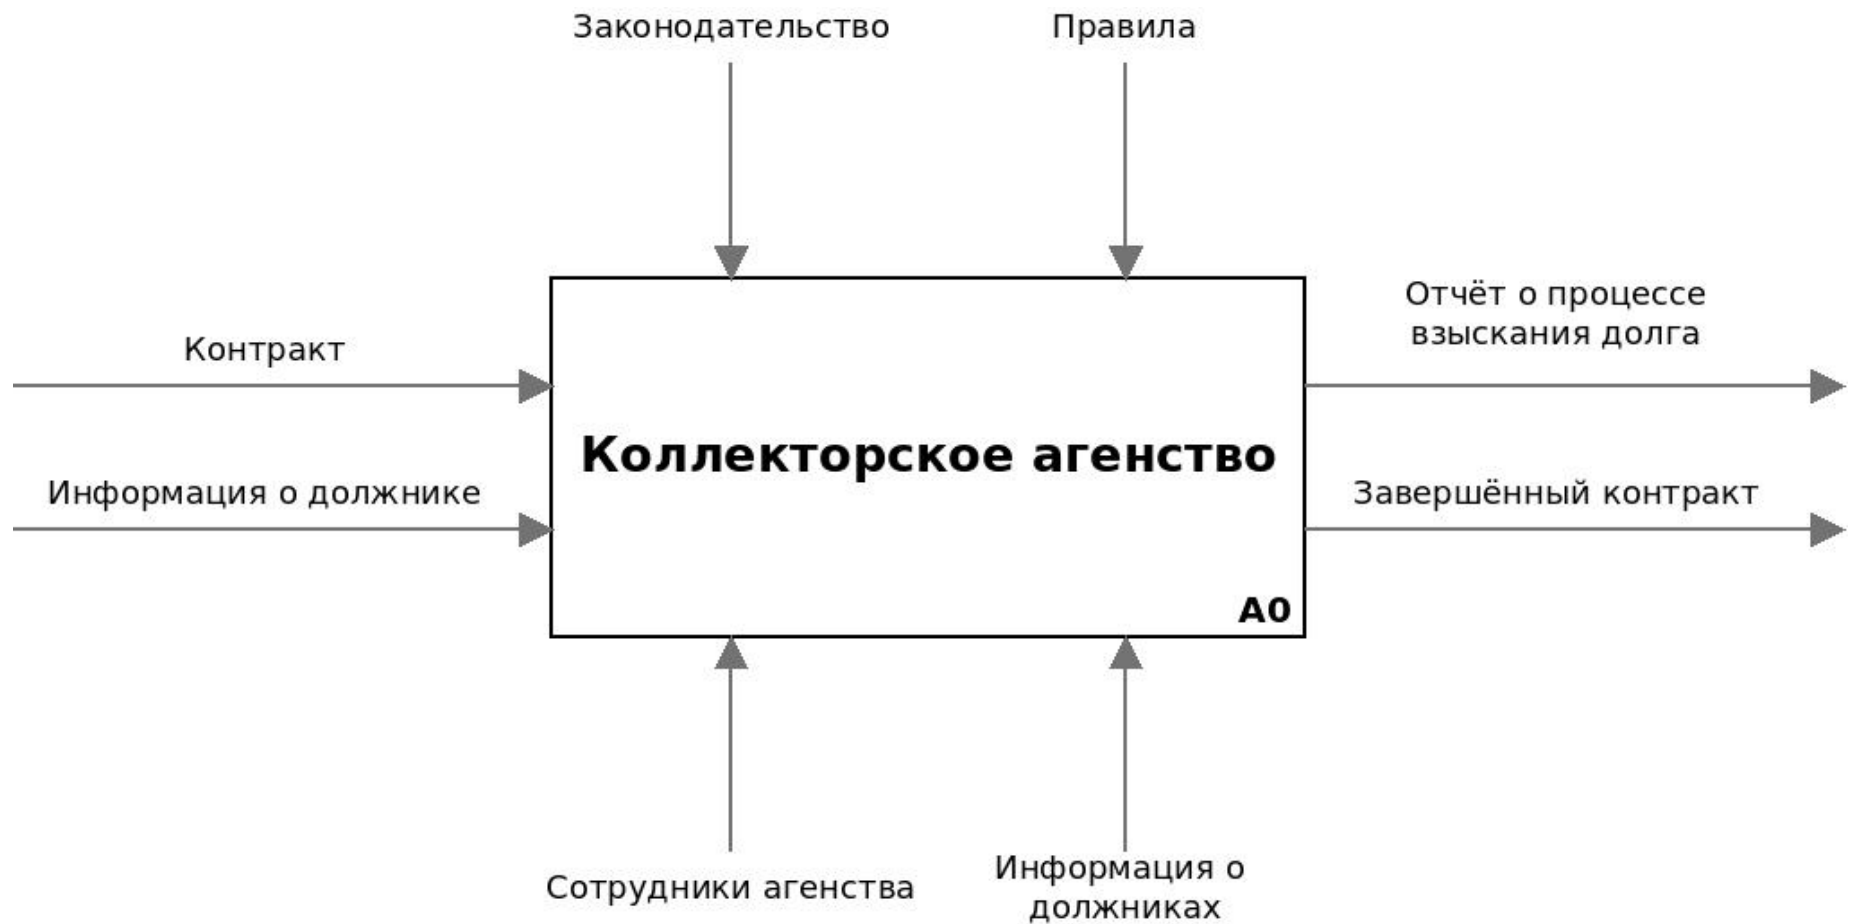 Законодательство
Правила
Отчёт о процессе
взыскания долга
Контракт
Коллекторское агенство
Информация о должнике
Завершённый контракт
A0
Сотрудники агенства
Информация о
должниках